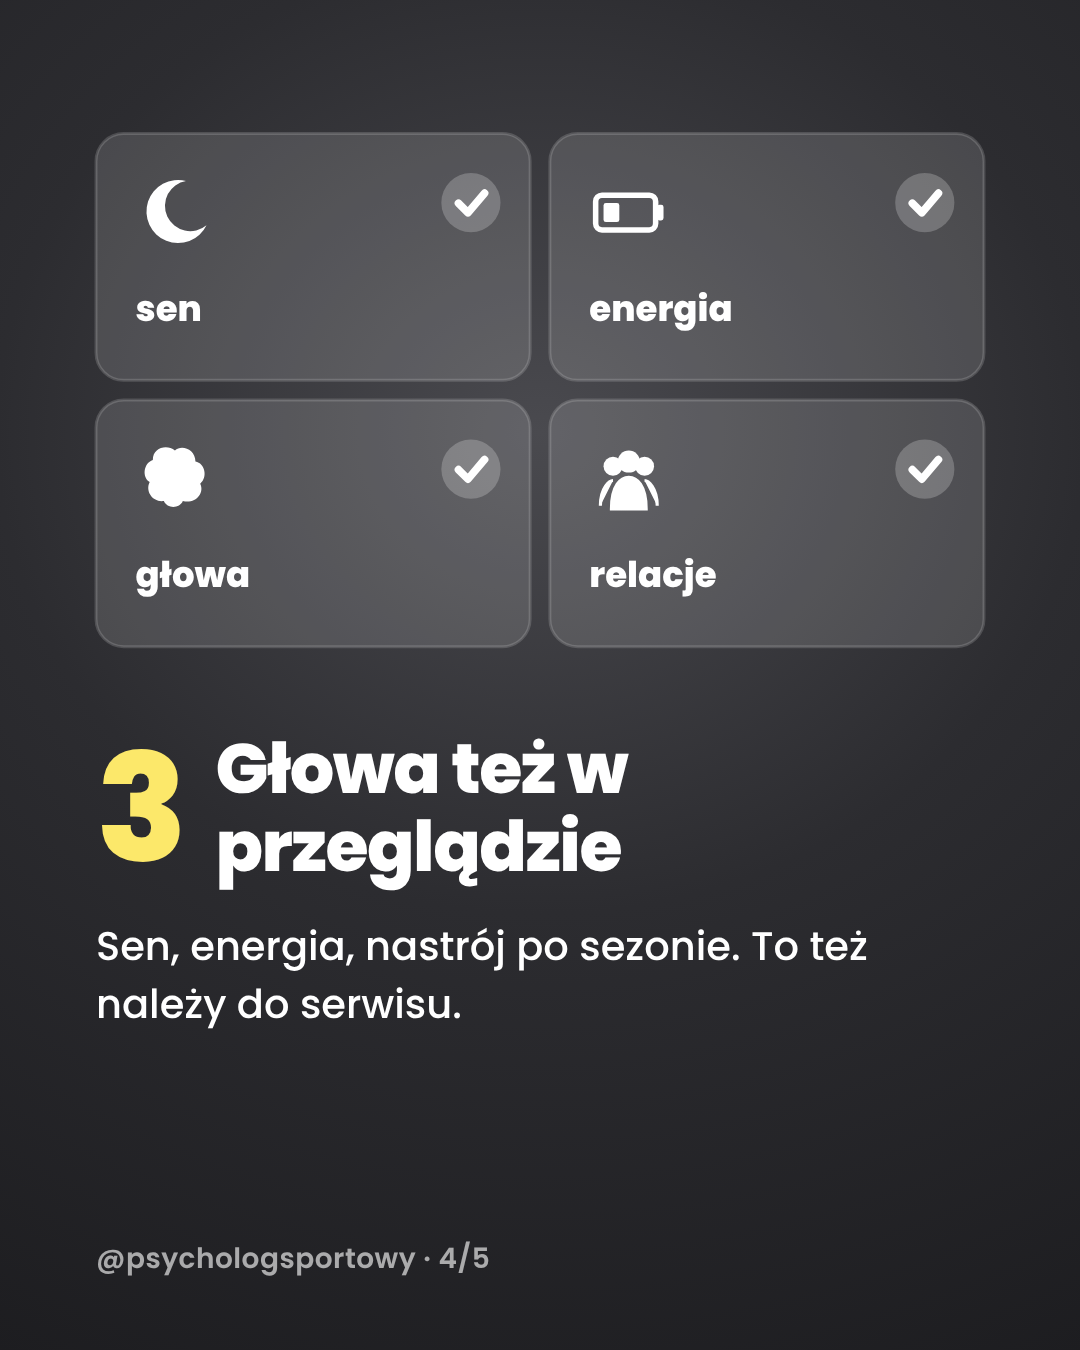 sen
energia
głowa
relacje
3
Głowa też w
przeglądzie
Sen, energia, nastrój po sezonie. To też
należy do serwisu.
@psychologsportowy · 4/5